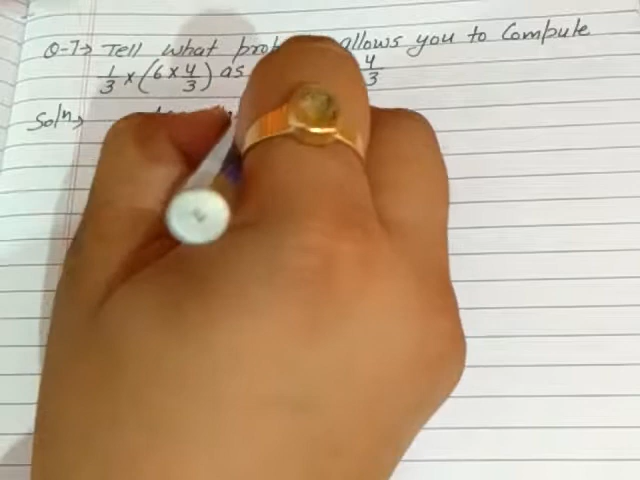 Q-7→ Tell what allows you to Compute
1/3 × (6 × 4/3) as 4/3
Solⁿ→